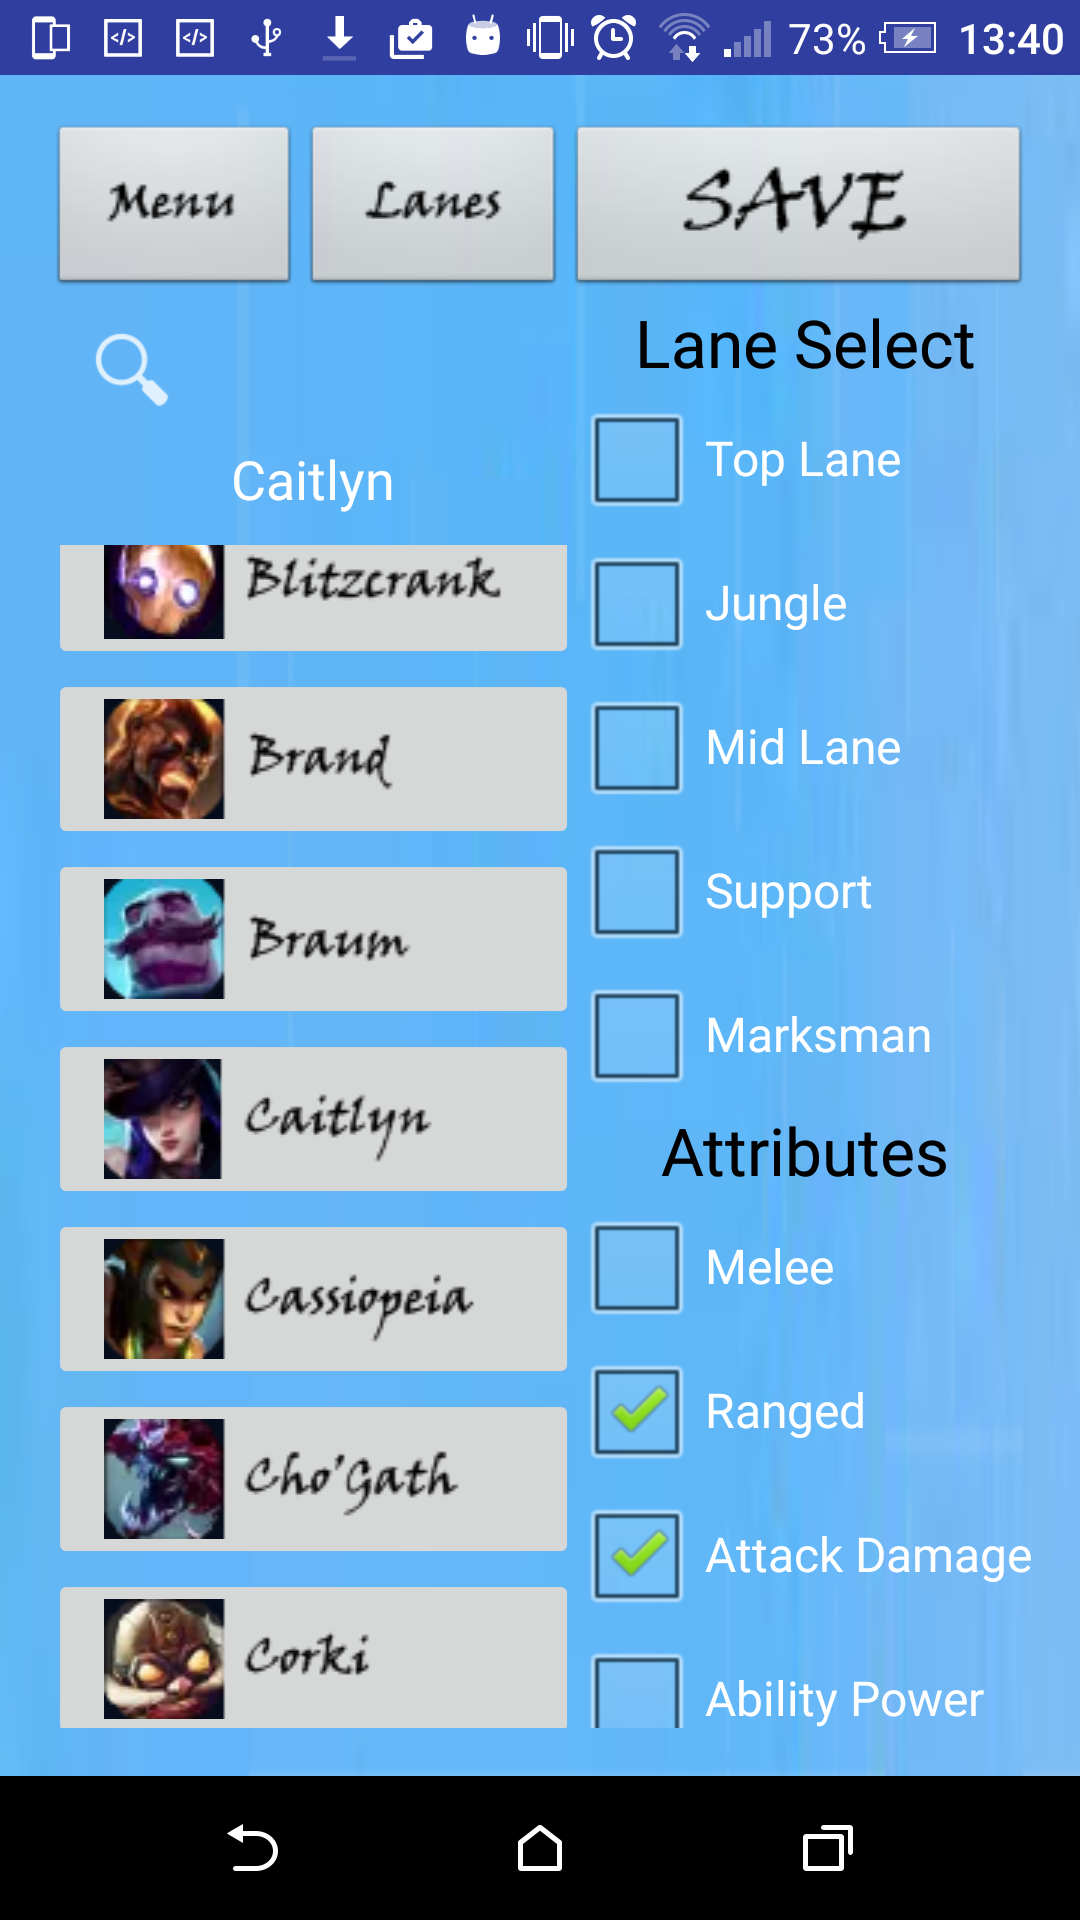 73% 13:40
Menu Lanes SAVE
Lane Select
Caitlyn
Top Lane
Jungle
Mid Lane
Support
Marksman
Attributes
Melee
Ranged
Attack Damage
Ability Power
Blitzcrank
Brand
Braum
Caitlyn
Cassiopeia
Cho'Gath
Corki